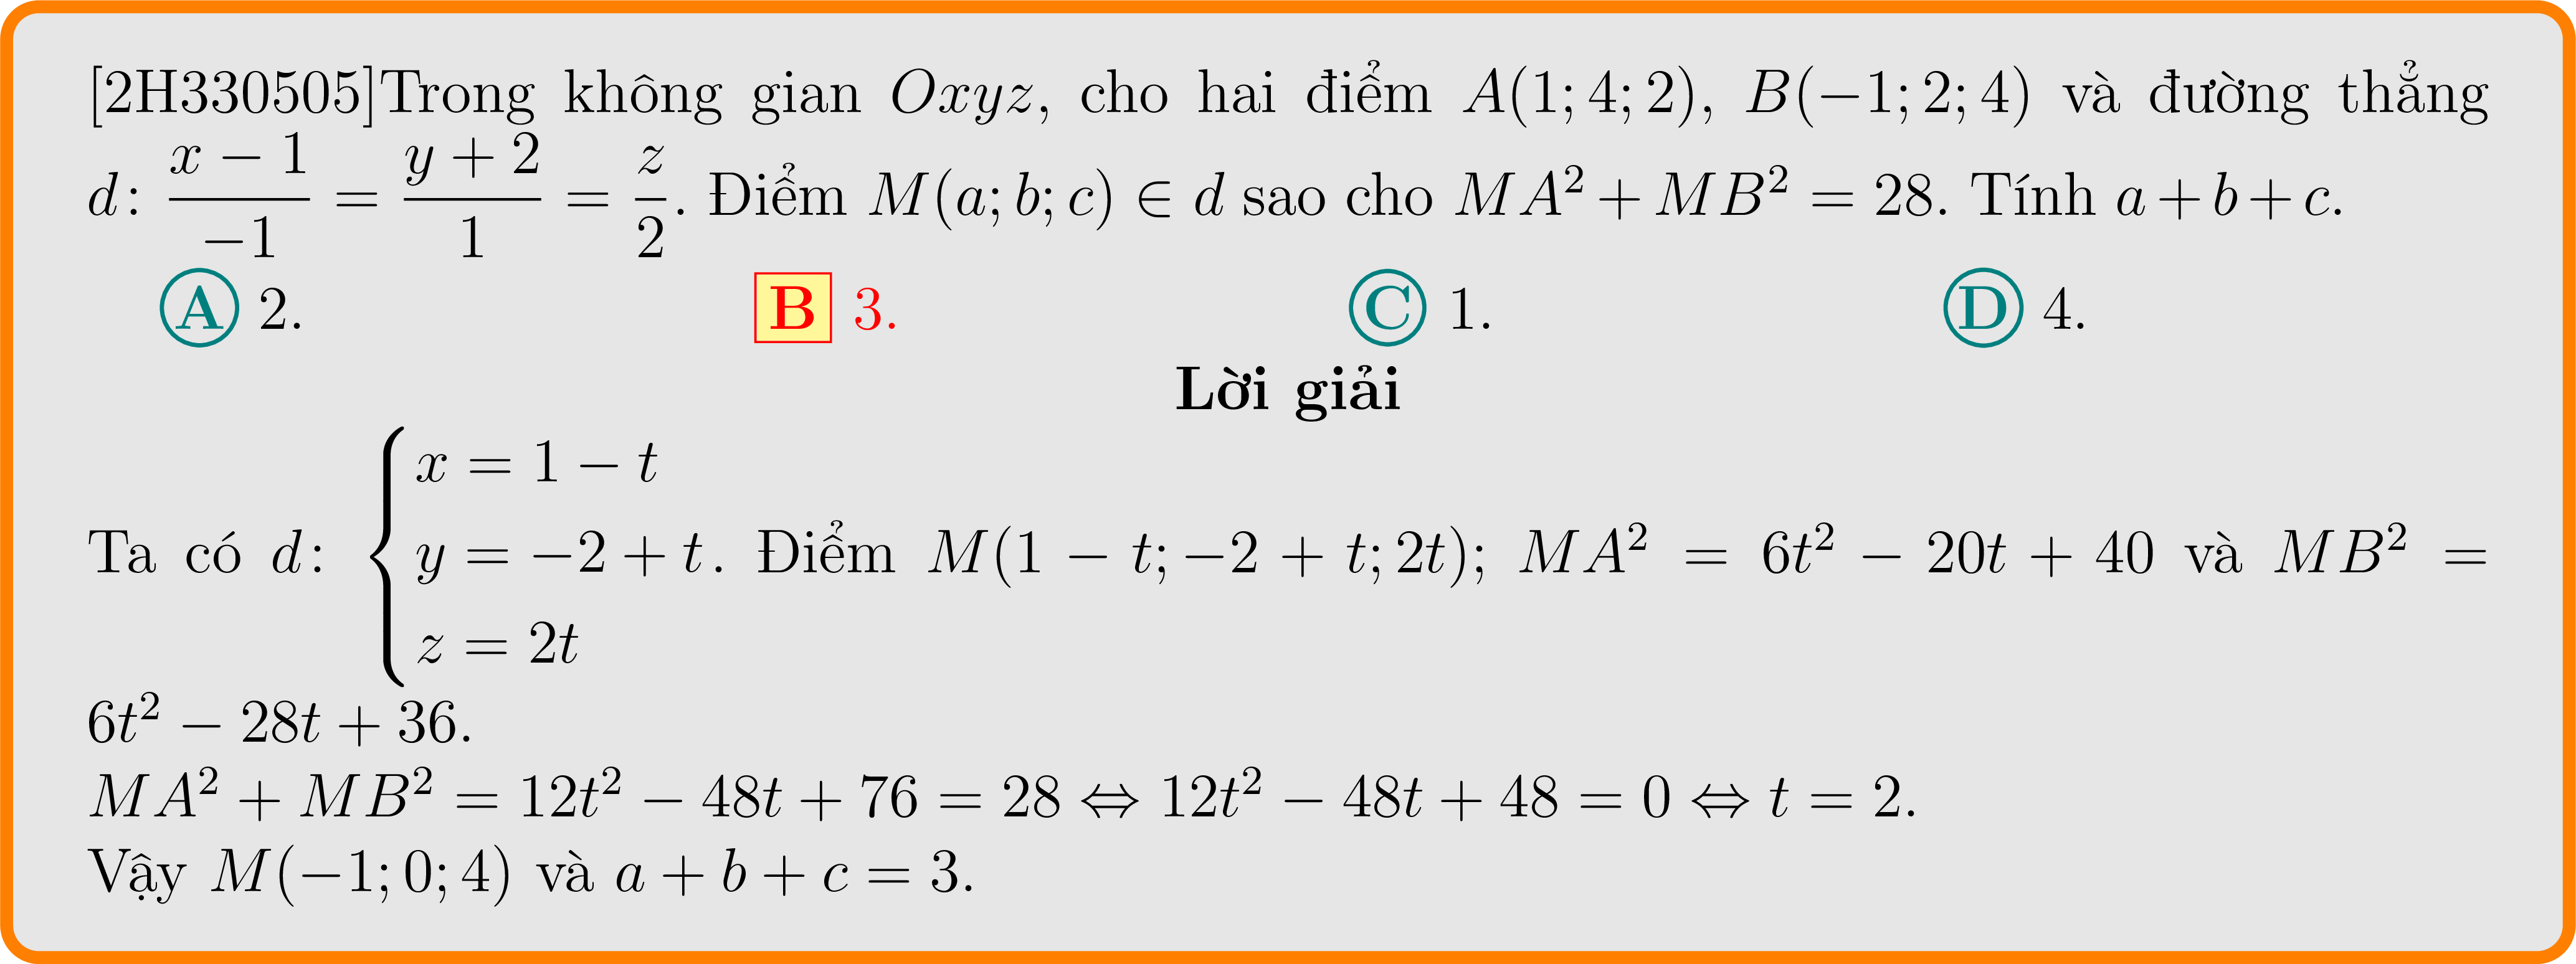 [2H330505]Trong không gian $Oxyz$, cho hai điểm $A(1;4;2)$, $B(-1;2;4)$ và đường thẳng
$d\colon \dfrac{x-1}{-1}=\dfrac{y+2}{1}=\dfrac{z}{2}$. Điểm $M(a;b;c)\in d$ sao cho $MA^2+MB^2=28$. Tính $a+b+c$.
A 2. B 3. C 1. D 4.
Lời giải
Ta có $d\colon \begin{cases}x=1-t\\y=-2+t\\z=2t\end{cases}$. Điểm $M(1-t;-2+t;2t)$; $MA^2=6t^2-20t+40$ và $MB^2=$
$6t^2-28t+36$.
$MA^2+MB^2=12t^2-48t+76=28\Leftrightarrow 12t^2-48t+48=0\Leftrightarrow t=2$.
Vậy $M(-1;0;4)$ và $a+b+c=3$.